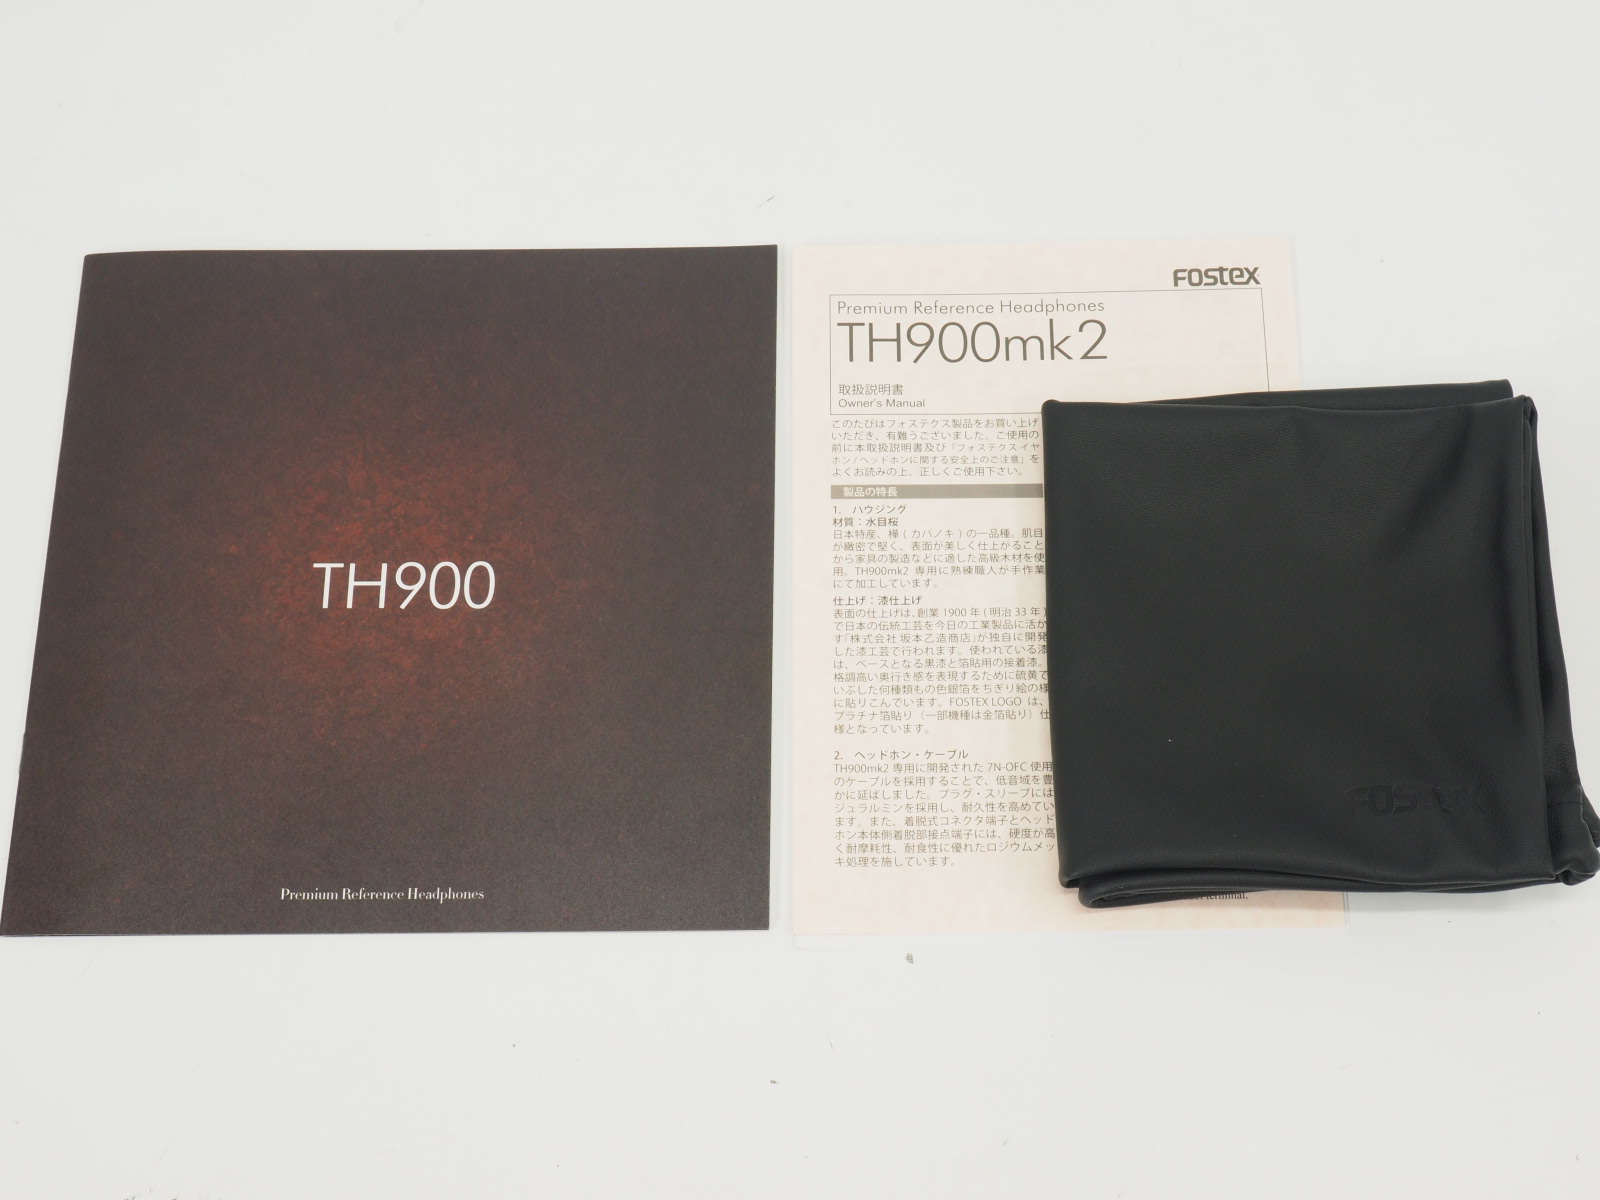 TH900
Premium Reference Headphones
FOSTEX
Premium Reference Headphones
TH900mk2
取扱説明書
Owner's Manual
このたびはフォステクス製品をお買い上げ
いただき、有難うございました。ご使用の
前に本取扱説明書及び「フォステクスイヤ
ホン/ヘッドホンに関する安全上のご注意」を
よくお読みの上、正しくご使用下さい。
製品の特長
1. ハウジング
材質：水目桜
日本特産、樺(カバノキ)の一品種。肌目
が緻密で堅く、表面が美しく仕上がること
から家具の製造などに適した高級木材を使
用。TH900mk2 専用に熟練職人が手作業
にて加工しています。
仕上げ：漆仕上げ
表面の仕上げは、創業1900年(明治33年)
で日本の伝統工芸を今日の工業製品に活か
す「株式会社 坂本乙造商店」が独自に開発
した漆工芸で行われます。使われている漆
は、ベースとなる黒漆と箔貼用の接着漆。
格調高い奥行き感を表現するために硫黄で
いぶした何種類もの色銀箔をちぎり絵の様
に貼りこんでいます。FOSTEX LOGO は、
プラチナ箔貼り（一部機種は金箔貼り）仕
様となっています。
2. ヘッドホン・ケーブル
TH900mk2 専用に開発された 7N-OFC 使用
のケーブルを採用することで、低音域を豊
かに延ばしました。プラグ・スリーブには
ジュラルミンを採用し、耐久性を高めてい
ます。また、着脱式コネクタ端子とヘッド
ホン本体側着脱部接点端子には、硬度が高
く耐摩耗性、耐食性に優れたロジウムメッ
キ処理を施しています。
terminal.
FOSTEX